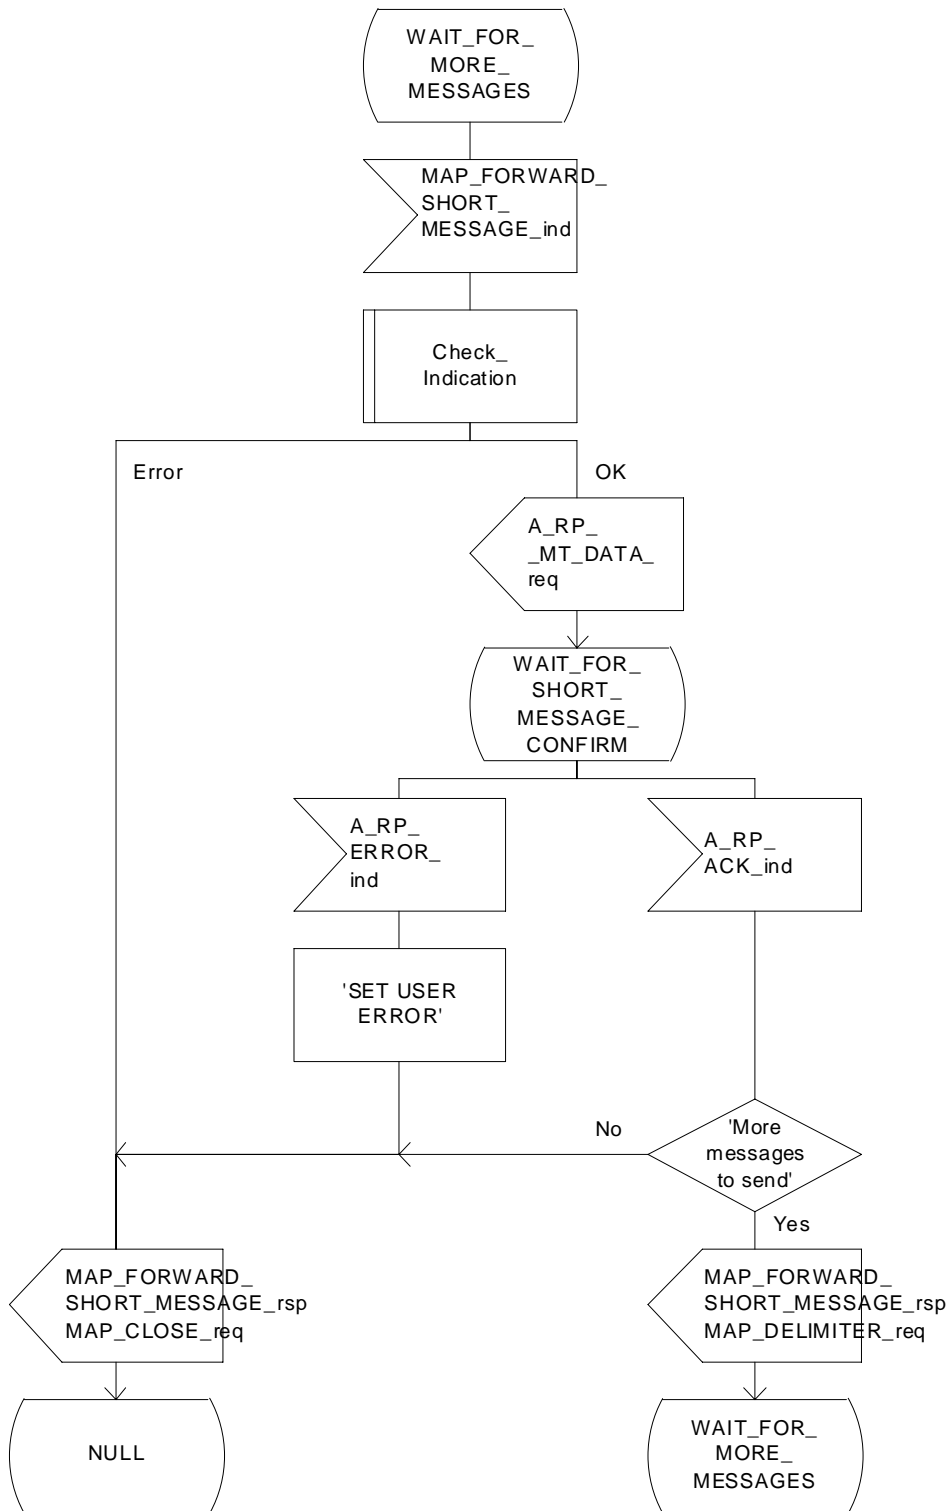 WAIT_FOR_
MORE_
MESSAGES
MAP_FORWARD_
SHORT_
MESSAGE_ind
Check_
Indication
Error
OK
A_RP_
_MT_DATA_
req
WAIT_FOR_
SHORT_
MESSAGE_
CONFIRM
A_RP_
ERROR_
ind
A_RP_
ACK_ind
'SET USER
ERROR'
No
'More
messages
to send'
Yes
MAP_FORWARD_
SHORT_MESSAGE_rsp
MAP_CLOSE_req
MAP_FORWARD_
SHORT_MESSAGE_rsp
MAP_DELIMITER_req
NULL
WAIT_FOR_
MORE_
MESSAGES